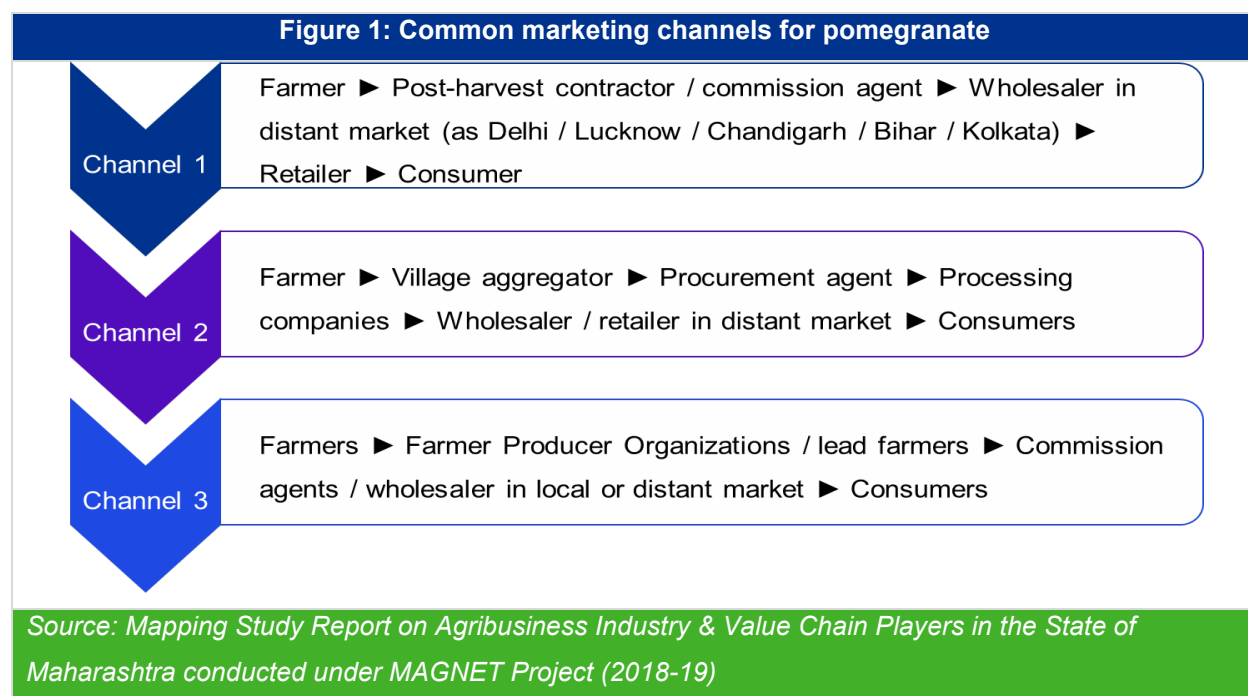 Figure 1: Common marketing channels for pomegranate
Channel 1
Farmer ► Post-harvest contractor / commission agent ► Wholesaler in
distant market (as Delhi / Lucknow / Chandigarh / Bihar / Kolkata) ►
Retailer ► Consumer
Channel 2
Farmer ► Village aggregator ► Procurement agent ► Processing
companies ► Wholesaler / retailer in distant market ► Consumers
Channel 3
Farmers ► Farmer Producer Organizations / lead farmers ► Commission
agents / wholesaler in local or distant market ► Consumers
Source: Mapping Study Report on Agribusiness Industry & Value Chain Players in the State of
Maharashtra conducted under MAGNET Project (2018-19)